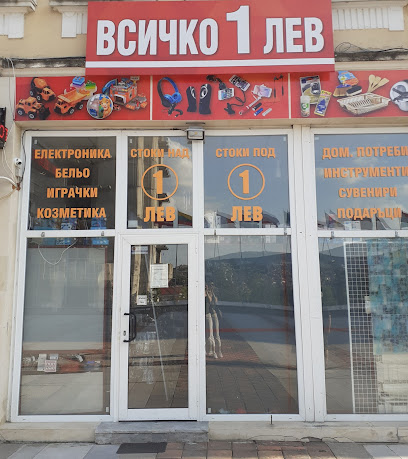 ВСИЧКО 1 ЛЕВ
ЕЛЕКТРОНИКА
БЕЛЬО
ИГРАЧКИ
КОЗМЕТИКА
СТОКИ ПОД
1
ЛЕВ
СТОКИ ПОД
1
ЛЕВ
ДОМ. ПОТРЕБИ
ИНСТРУМЕНТИ
СУВЕНИРИ
ПОДАРЪЦИ